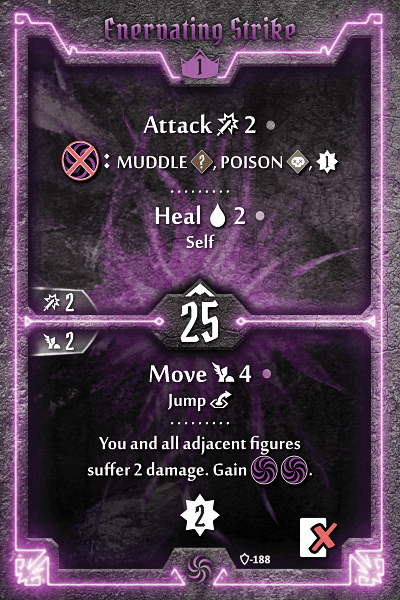 Enervating Strike
1
Attack 2
: MUDDLE ?, POISON , 1
Heal 2
Self
2
25
2
Move 4
Jump
You and all adjacent figures
suffer 2 damage. Gain .
2
-188